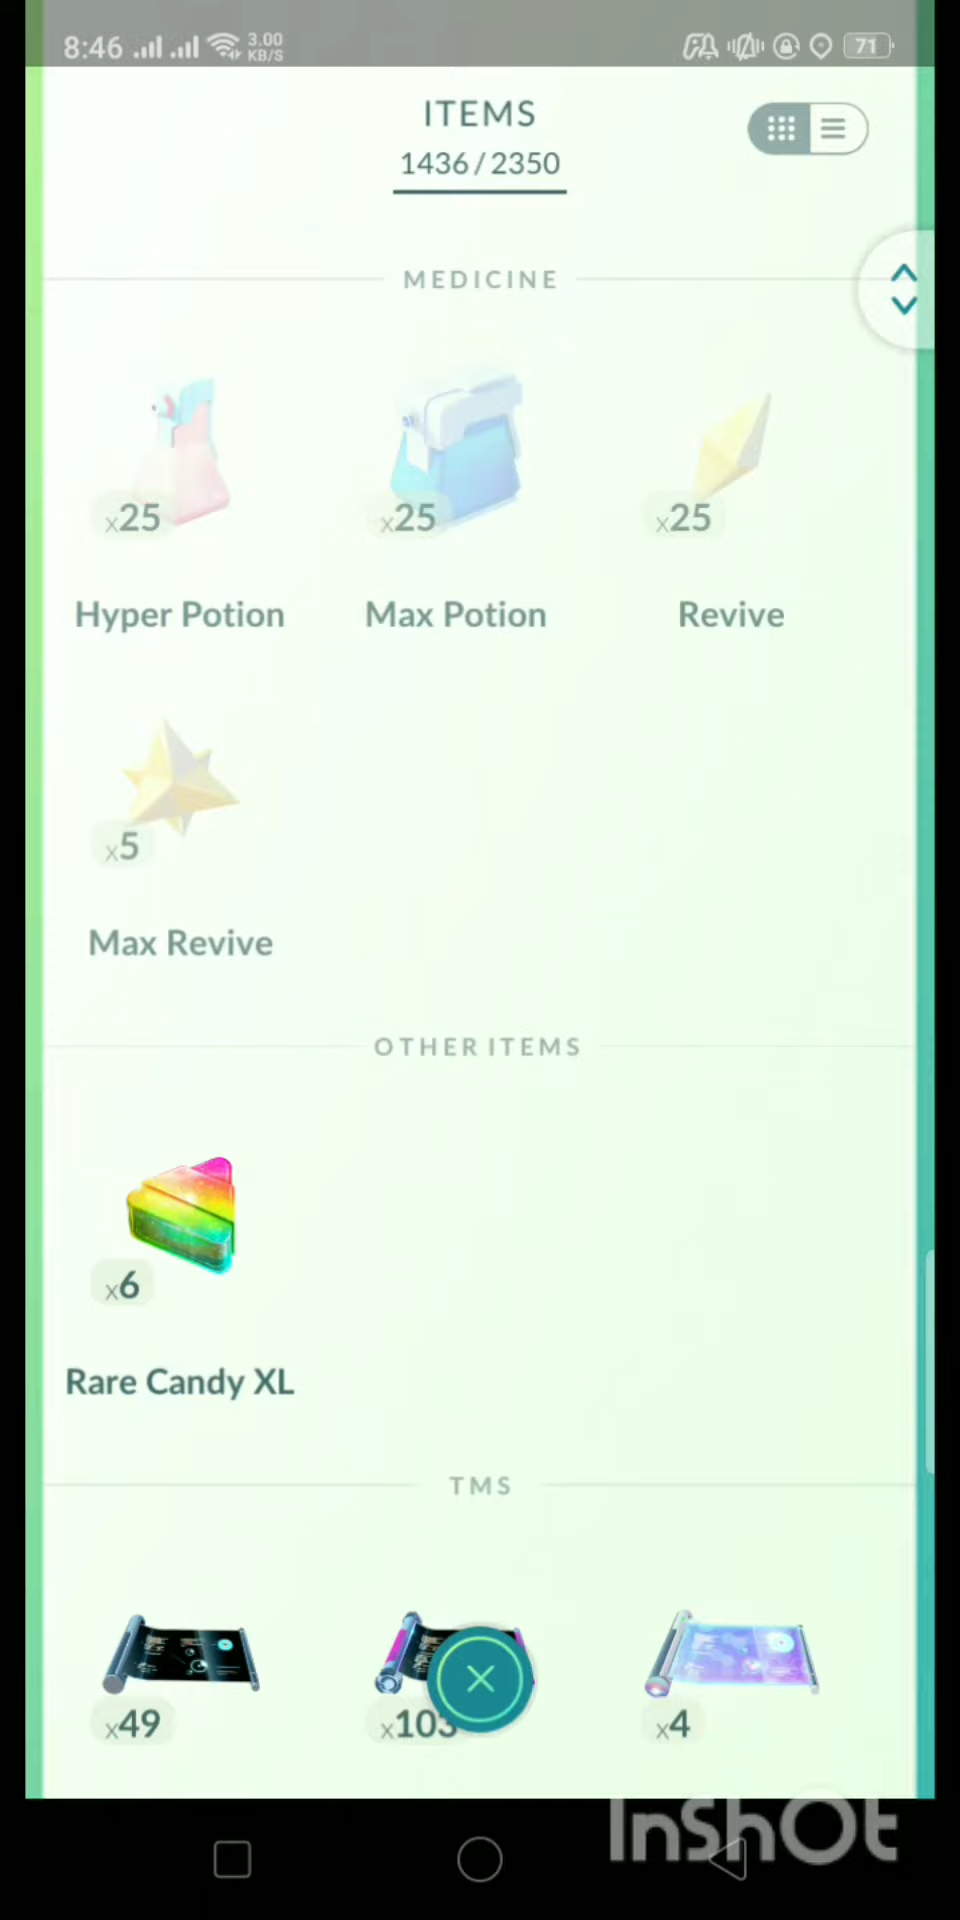 8:46 3.00 KB/S 71
ITEMS
1436/2350
MEDICINE
x25 x25 x25
Hyper Potion Max Potion Revive
x5
Max Revive
OTHER ITEMS
x6
Rare Candy XL
TMS
x49 x103 x4
InShOt